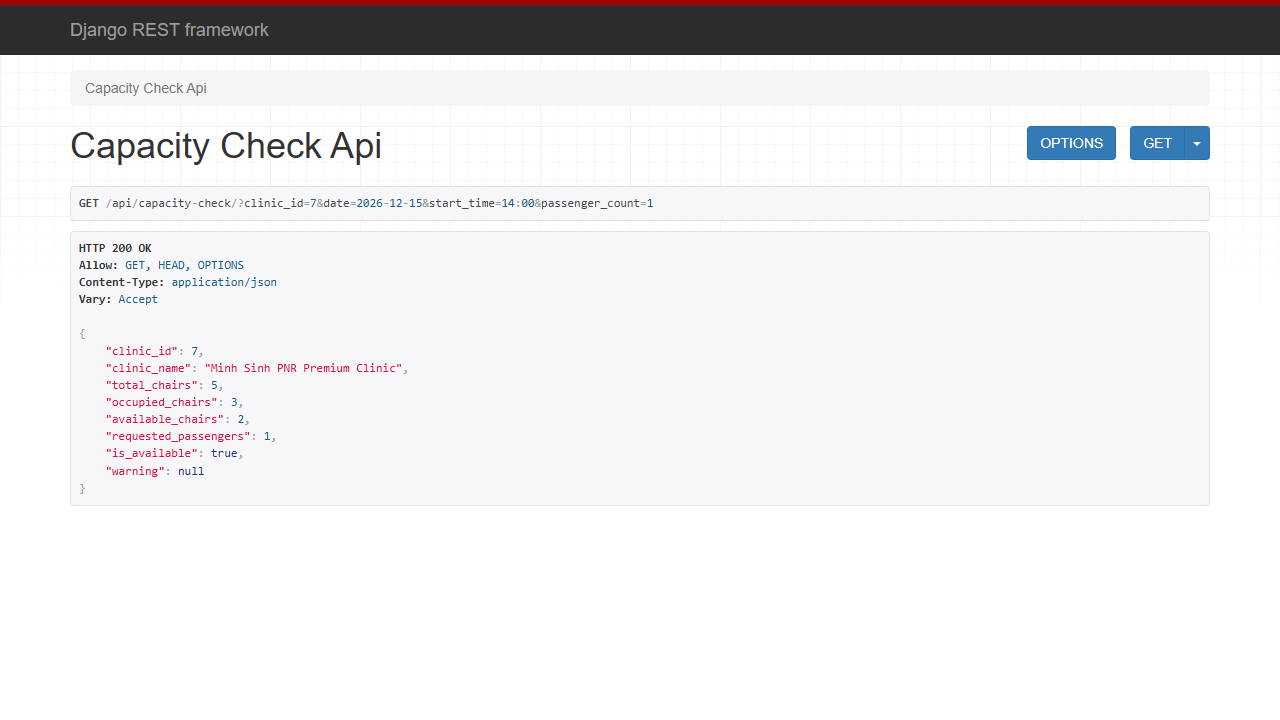 Django REST framework
Capacity Check Api
Capacity Check Api
OPTIONS
GET
GET /api/capacity-check/?clinic_id=7&date=2026-12-15&start_time=14:00&passenger_count=1
HTTP 200 OK
Allow: GET, HEAD, OPTIONS
Content-Type: application/json
Vary: Accept
{
    "clinic_id": 7,
    "clinic_name": "Minh Sinh PNR Premium Clinic",
    "total_chairs": 5,
    "occupied_chairs": 3,
    "available_chairs": 2,
    "requested_passengers": 1,
    "is_available": true,
    "warning": null
}